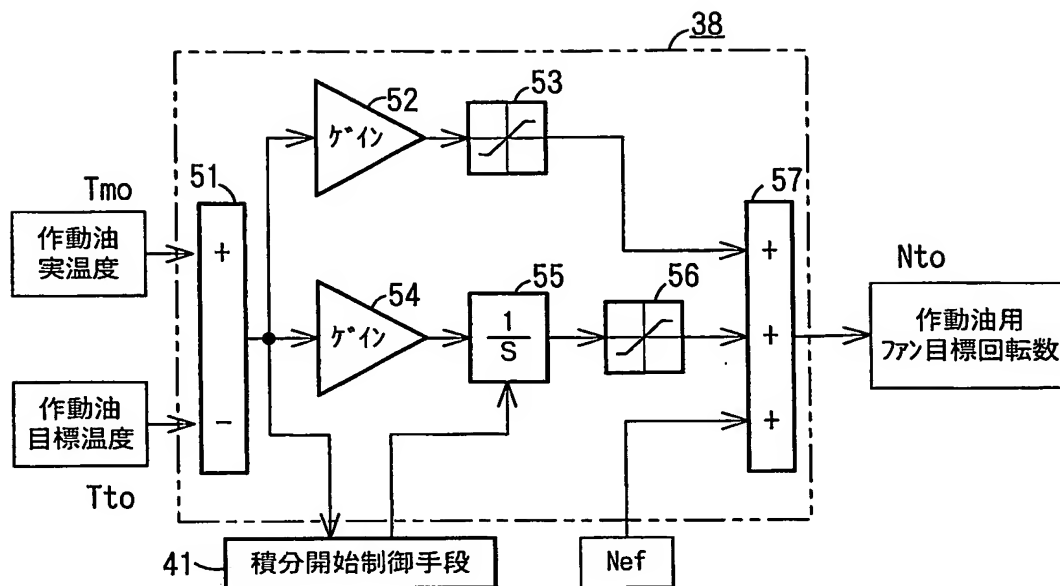 38
52
ゲイン
53
51
57
Tmo
作動油
実温度
+
+
Nto
54
ゲイン
55
1
S
56
+
作動油用
ファン目標回転数
作動油
目標温度
−
+
Tto
41
積分開始制御手段
Nef